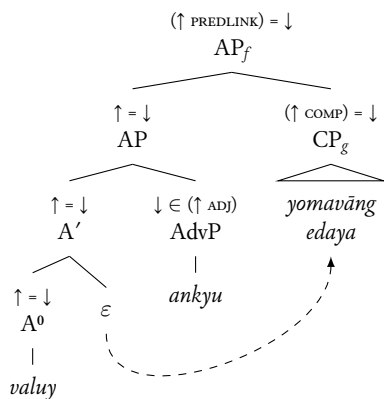 (↑ PREDLINK) = ↓
AP_f
↑ = ↓ (↑ COMP) = ↓
AP CP_g
↑ = ↓ ↓ ∈ (↑ ADJ) yomavāng
A′ AdvP edaya
↑ = ↓ ε ankyu
A⁰
valuy